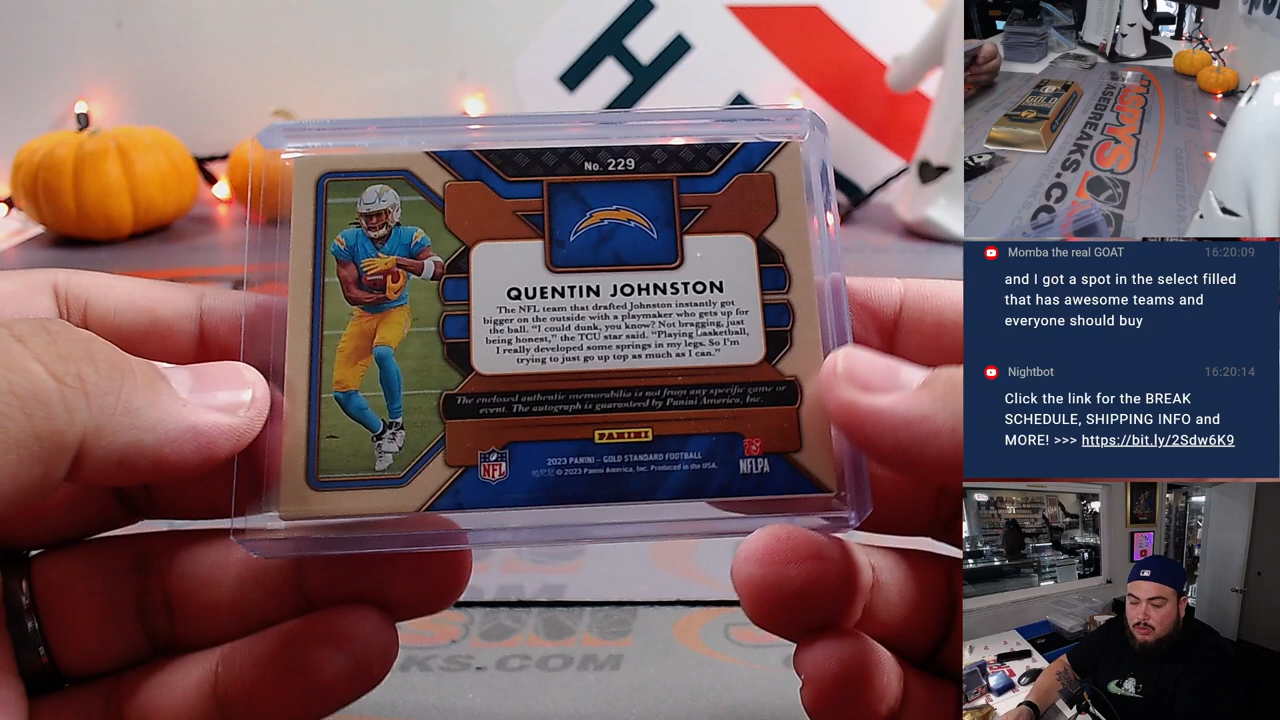 No. 229
QUENTIN JOHNSTON
The NFL team that drafted Johnston instantly got
bigger on the outside with a playmaker who gets up for
the ball. “I could dunk, you know? Not bragging, just
being honest,” the TCU star said. “Playing basketball,
I really developed some springs in my legs. So I'm
trying to just go up top as much as I can.”
The enclosed authentic memorabilia is not from any specific game or
event. The autograph is guaranteed by Panini America, Inc.
PANINI
NFL
2023 PANINI – GOLD STANDARD FOOTBALL
© 2023 Panini America, Inc. Produced in the USA.
NFLPA
GOLD
Momba the real GOAT 16:20:09
and I got a spot in the select filled
that has awesome teams and
everyone should buy
Nightbot 16:20:14
Click the link for the BREAK
SCHEDULE, SHIPPING INFO and
MORE! >>> https://bit.ly/2Sdw6K9
ON
AIR